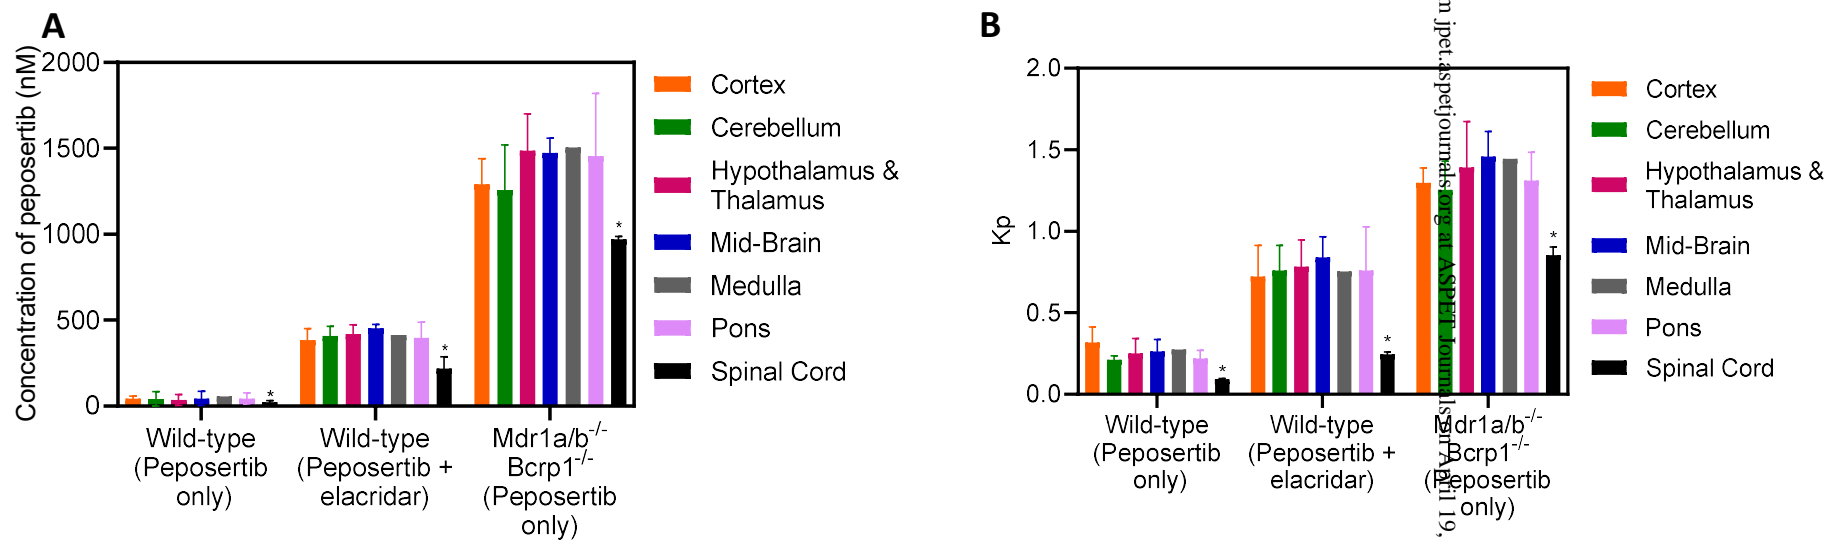 A
Concentration of peposertib (nM)
2000
1500
1000
500
0
*
*
*
Wild-type
(Peposertib
only)
Wild-type
(Peposertib +
elacridar)
Mdr1a/b-/-
Bcrp1-/-
(Peposertib
only)
Cortex
Cerebellum
Hypothalamus &
Thalamus
Mid-Brain
Medulla
Pons
Spinal Cord
B
Kp
2.0
1.5
1.0
0.5
0.0
*
*
*
Wild-type
(Peposertib
only)
Wild-type
(Peposertib +
elacridar)
Mdr1a/b-/-
Bcrp1-/-
(Peposertib
only)
Cortex
Cerebellum
Hypothalamus &
Thalamus
Mid-Brain
Medulla
Pons
Spinal Cord
m jpet.aspetjournals.org at ASPET Journals on April 19,